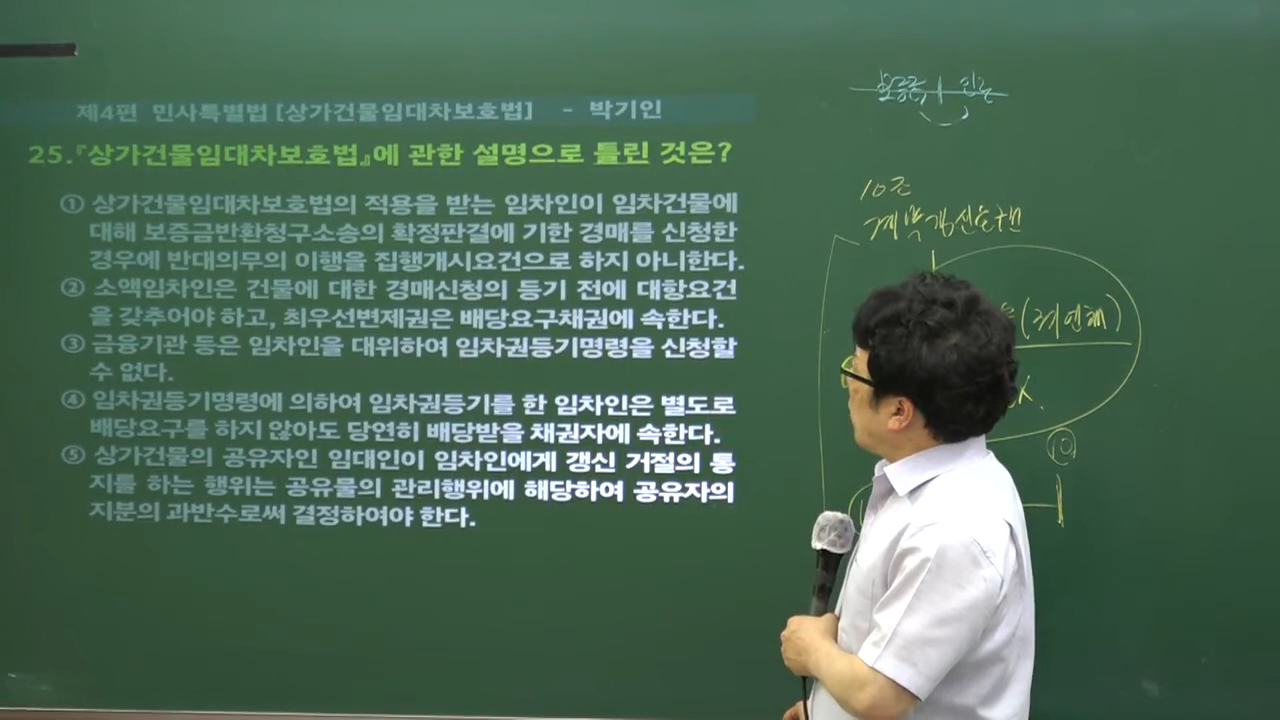 제4편 민사특별법 [상가건물임대차보호법] - 박기인
25.『상가건물임대차보호법』에 관한 설명으로 틀린 것은?
① 상가건물임대차보호법의 적용을 받는 임차인이 임차건물에
대해 보증금반환청구소송의 확정판결에 기한 경매를 신청한
경우에 반대의무의 이행을 집행개시요건으로 하지 아니한다.
② 소액임차인은 건물에 대한 경매신청의 등기 전에 대항요건
을 갖추어야 하고, 최우선변제권은 배당요구채권에 속한다.
③ 금융기관 등은 임차인을 대위하여 임차권등기명령을 신청할
수 없다.
④ 임차권등기명령에 의하여 임차권등기를 한 임차인은 별도로
배당요구를 하지 않아도 당연히 배당받을 채권자에 속한다.
⑤ 상가건물의 공유자인 임대인이 임차인에게 갱신 거절의 통
지를 하는 행위는 공유물의 관리행위에 해당하여 공유자의
지분의 과반수로써 결정하여야 한다.
보증금
10조
계약갱신
⑩